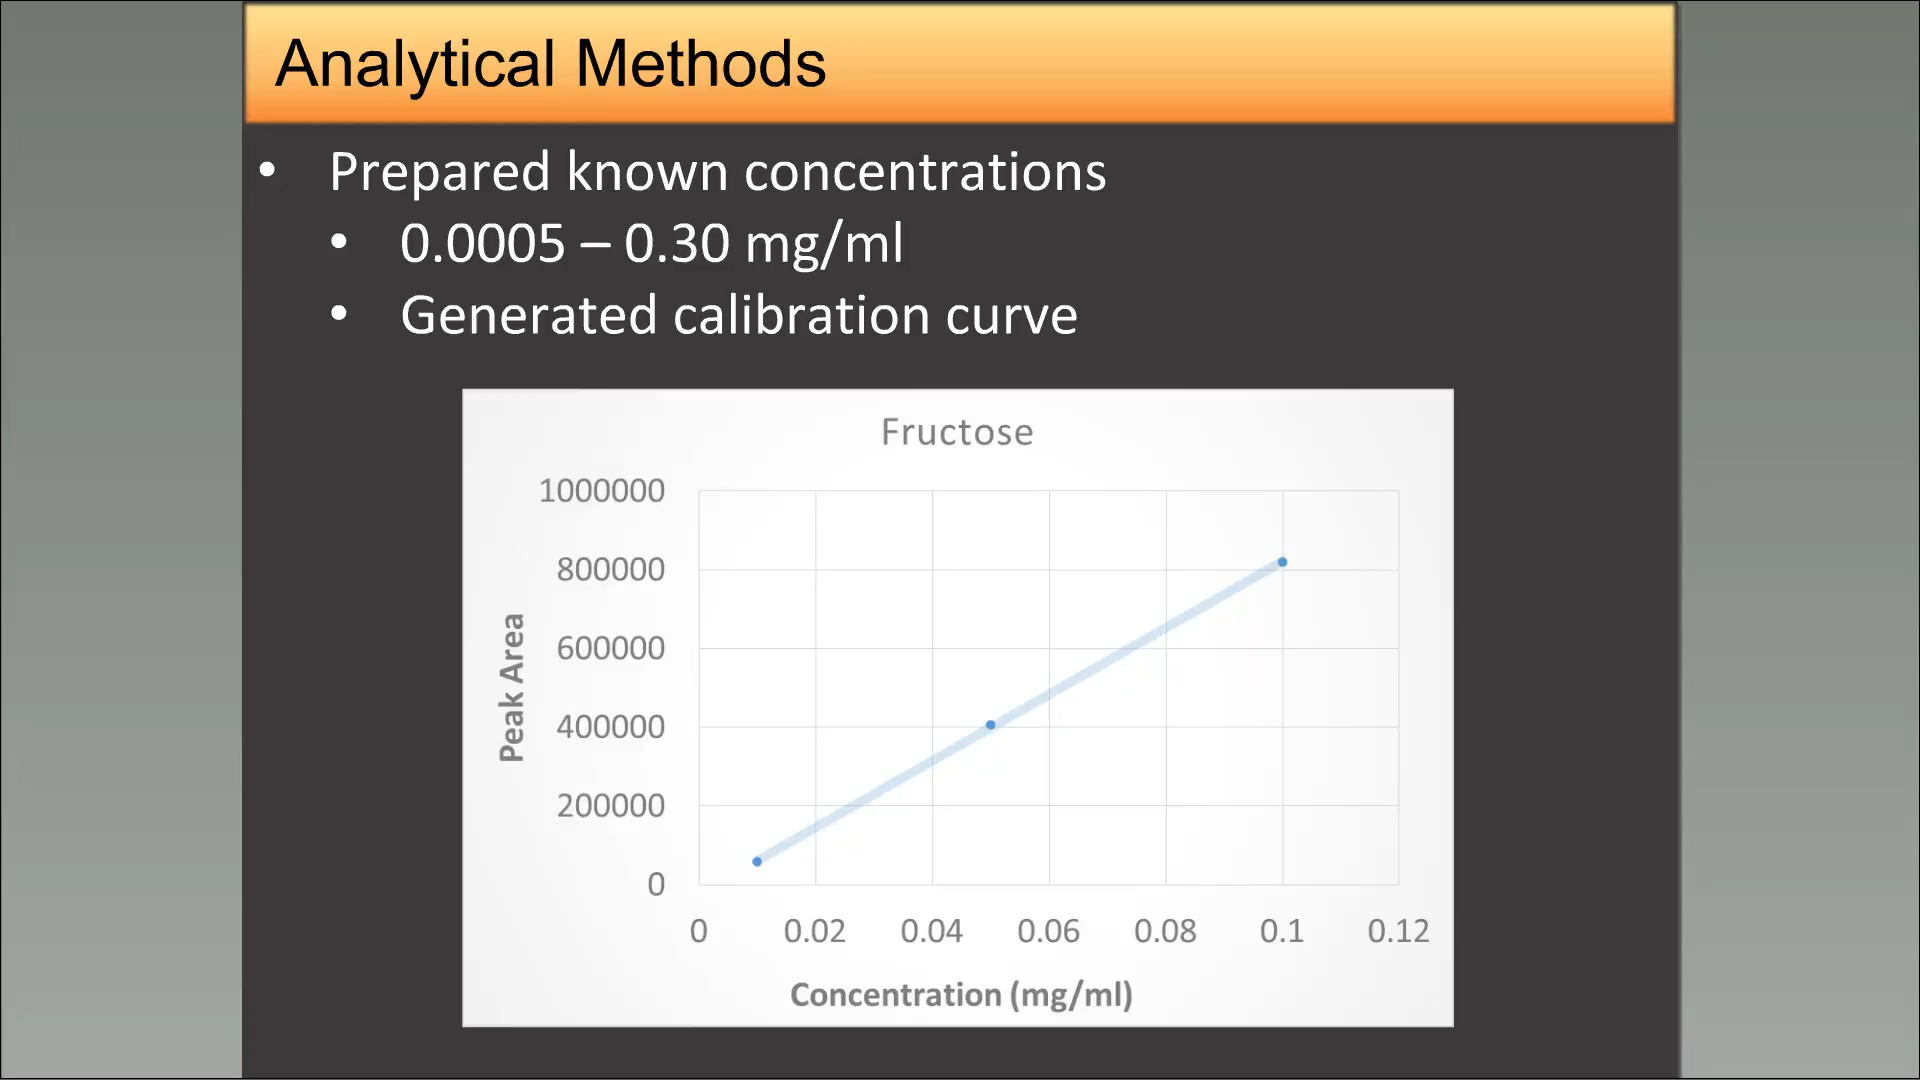 Analytical Methods
• Prepared known concentrations
• 0.0005 – 0.30 mg/ml
• Generated calibration curve
Fructose
1000000
800000
600000
400000
200000
0
Peak Area
0 0.02 0.04 0.06 0.08 0.1 0.12
Concentration (mg/ml)